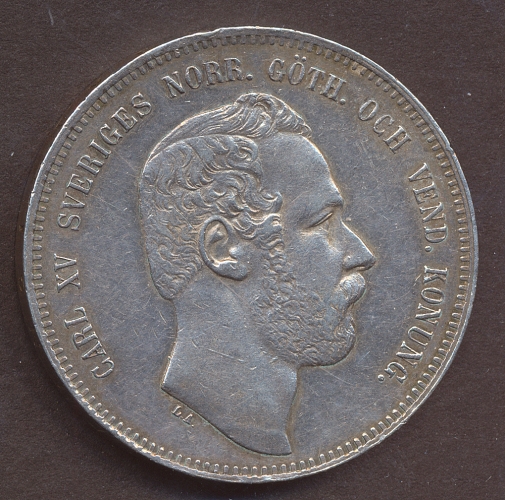 CARL XV SVERIGES NORR. GÖTH. OCH VEND. KONUNG.
L.A.